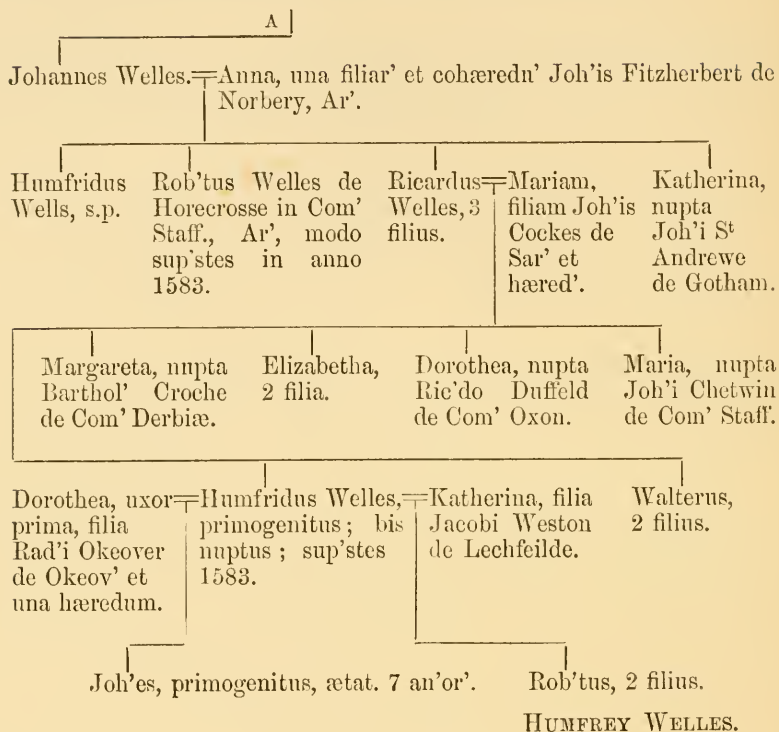 A
Johannes Welles.=Anna, una filiar' et cohæredn' Joh'is Fitzherbert de
Norbery, Ar'.
Humfridus
Wells, s.p.
Rob'tus Welles de
Horecrosse in Com'
Staff., Ar', modo
sup'stes in anno
1583.
Ricardus=
Welles, 3
filius.
Mariam,
filiam Joh'is
Cockes de
Sar' et
hæred'.
Katherina,
nupta
Joh'i St
Andrewe
de Gotham.
Margareta, nupta
Barthol' Croche
de Com' Derbiæ.
Elizabetha,
2 filia.
Dorothea, nupta
Ric'do Duffeld
de Com' Oxon.
Maria, nupta
Joh'i Chetwin
de Com' Staff.
Dorothea, uxor=
prima, filia
Rad'i Okeover
de Okeov' et
una hæredum.
Humfridus Welles,=
primogenitus; bis
nuptus; sup'stes
1583.
Katherina, filia
Jacobi Weston
de Lechfeilde.
Walterus,
2 filius.
Joh'es, primogenitus, ætat. 7 an'or'.
Rob'tus, 2 filius.
HUMFREY WELLES.